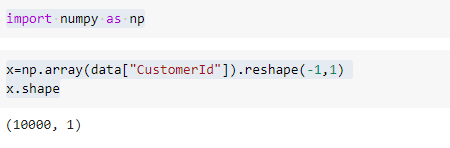 import numpy as np
x=np.array(data["CustomerId"]).reshape(-1,1)
x.shape
(10000, 1)